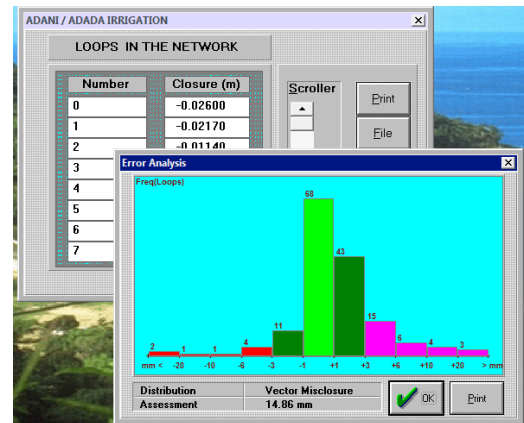 ADANI / ADADA IRRIGATION
LOOPS IN THE NETWORK
Number Closure (m)
0 -0.02600
1 -0.02170
2 -0.01140
3
4
5
6
7
Scroller
Print
File
Error Analysis
Freq(Loops)
2 1 1 4 11 68 43 15 4 3
mm < -20 -10 -6 -3 -1 +1 +3 +6 +10 +20 > mm
Distribution Vector Misclosure
Assessment 14.86 mm
OK
Print